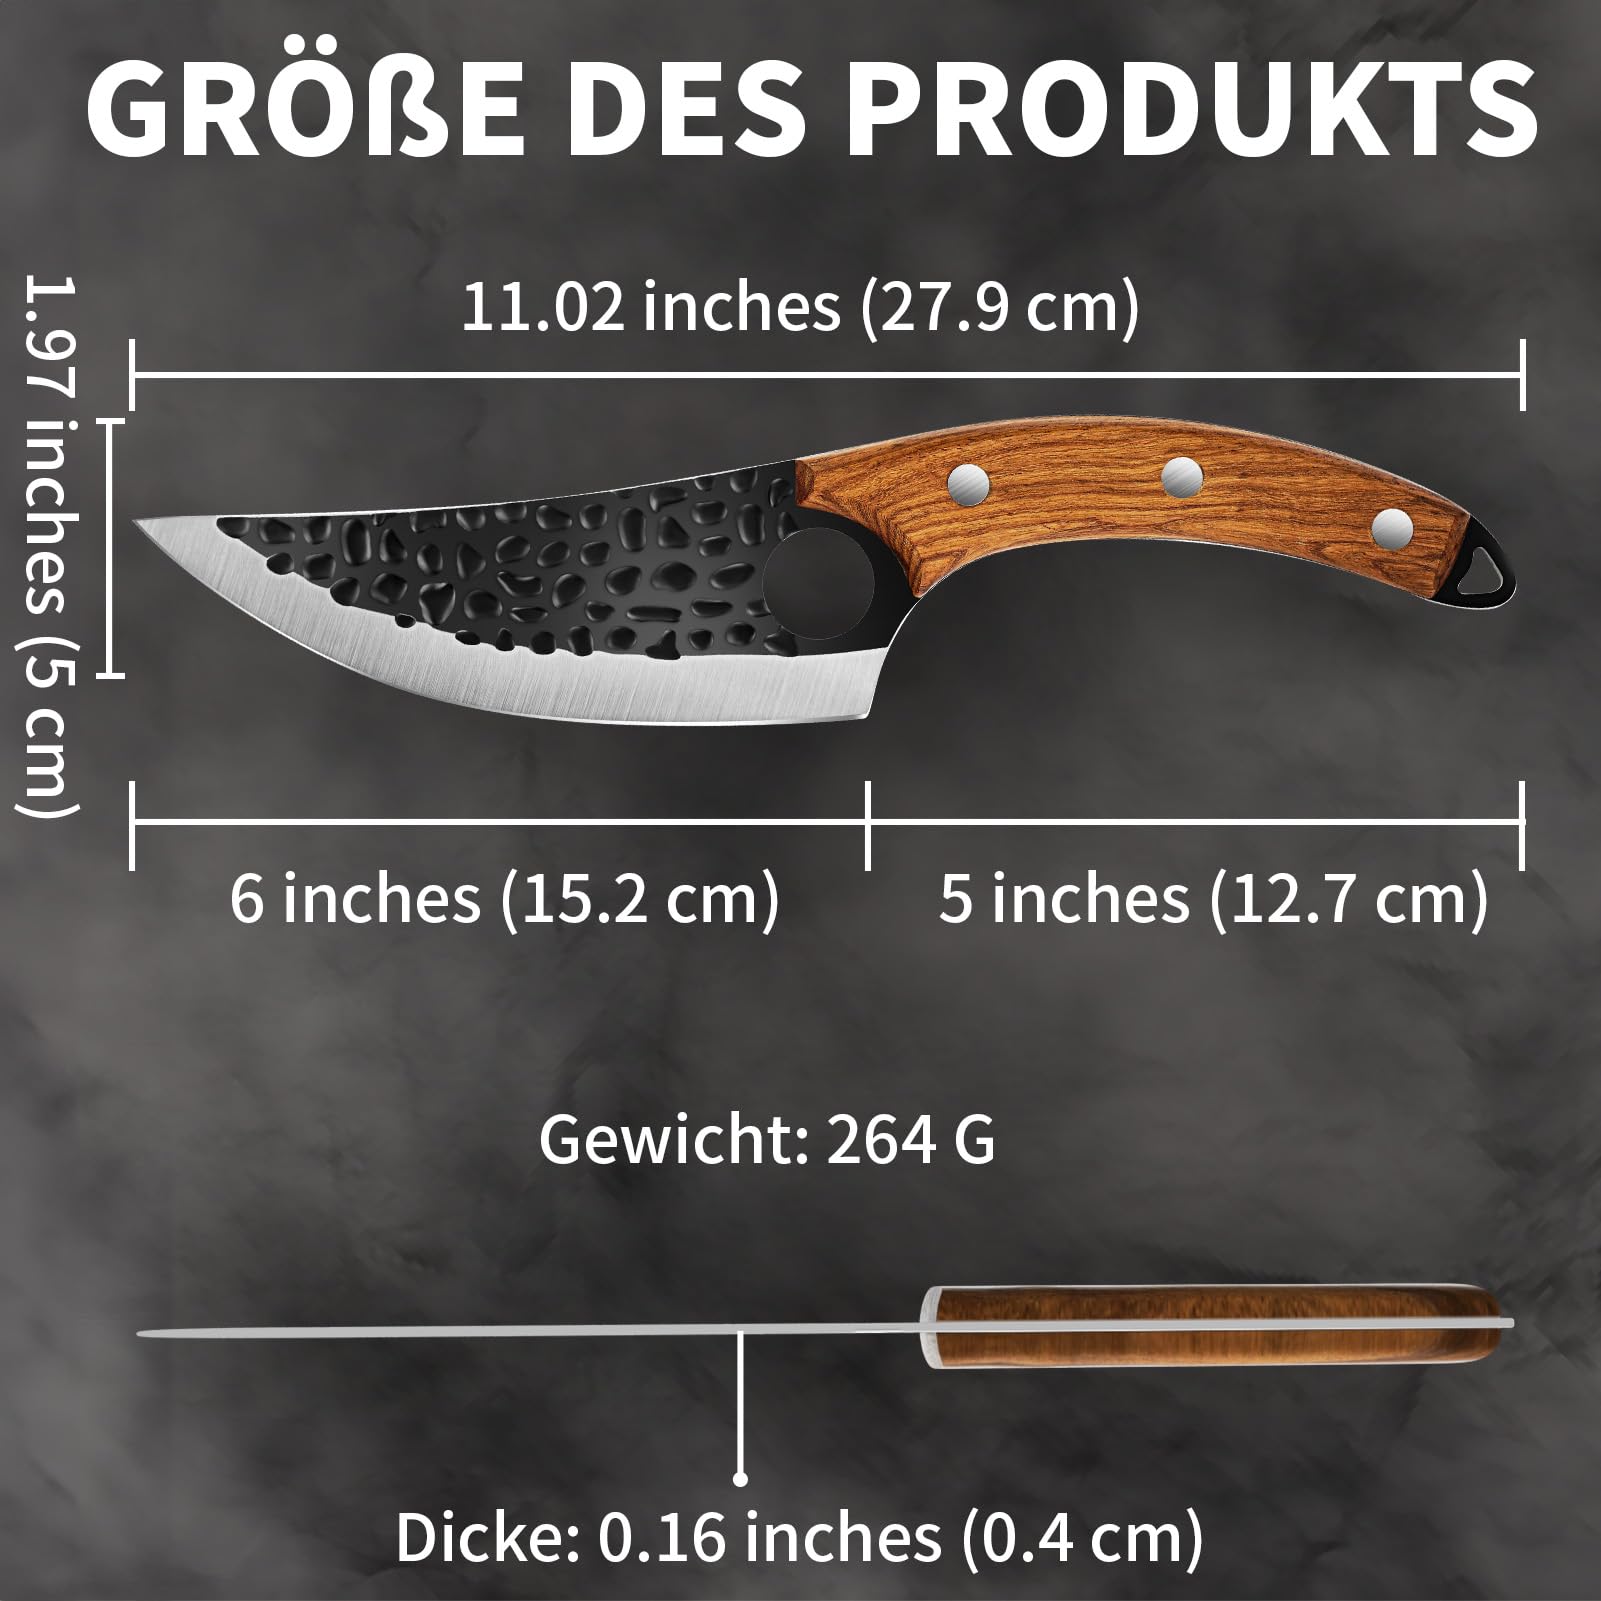 GRÖßE DES PRODUKTS
11.02 inches (27.9 cm)
1.97 inches (5 cm)
6 inches (15.2 cm)
5 inches (12.7 cm)
Gewicht: 264 G
Dicke: 0.16 inches (0.4 cm)